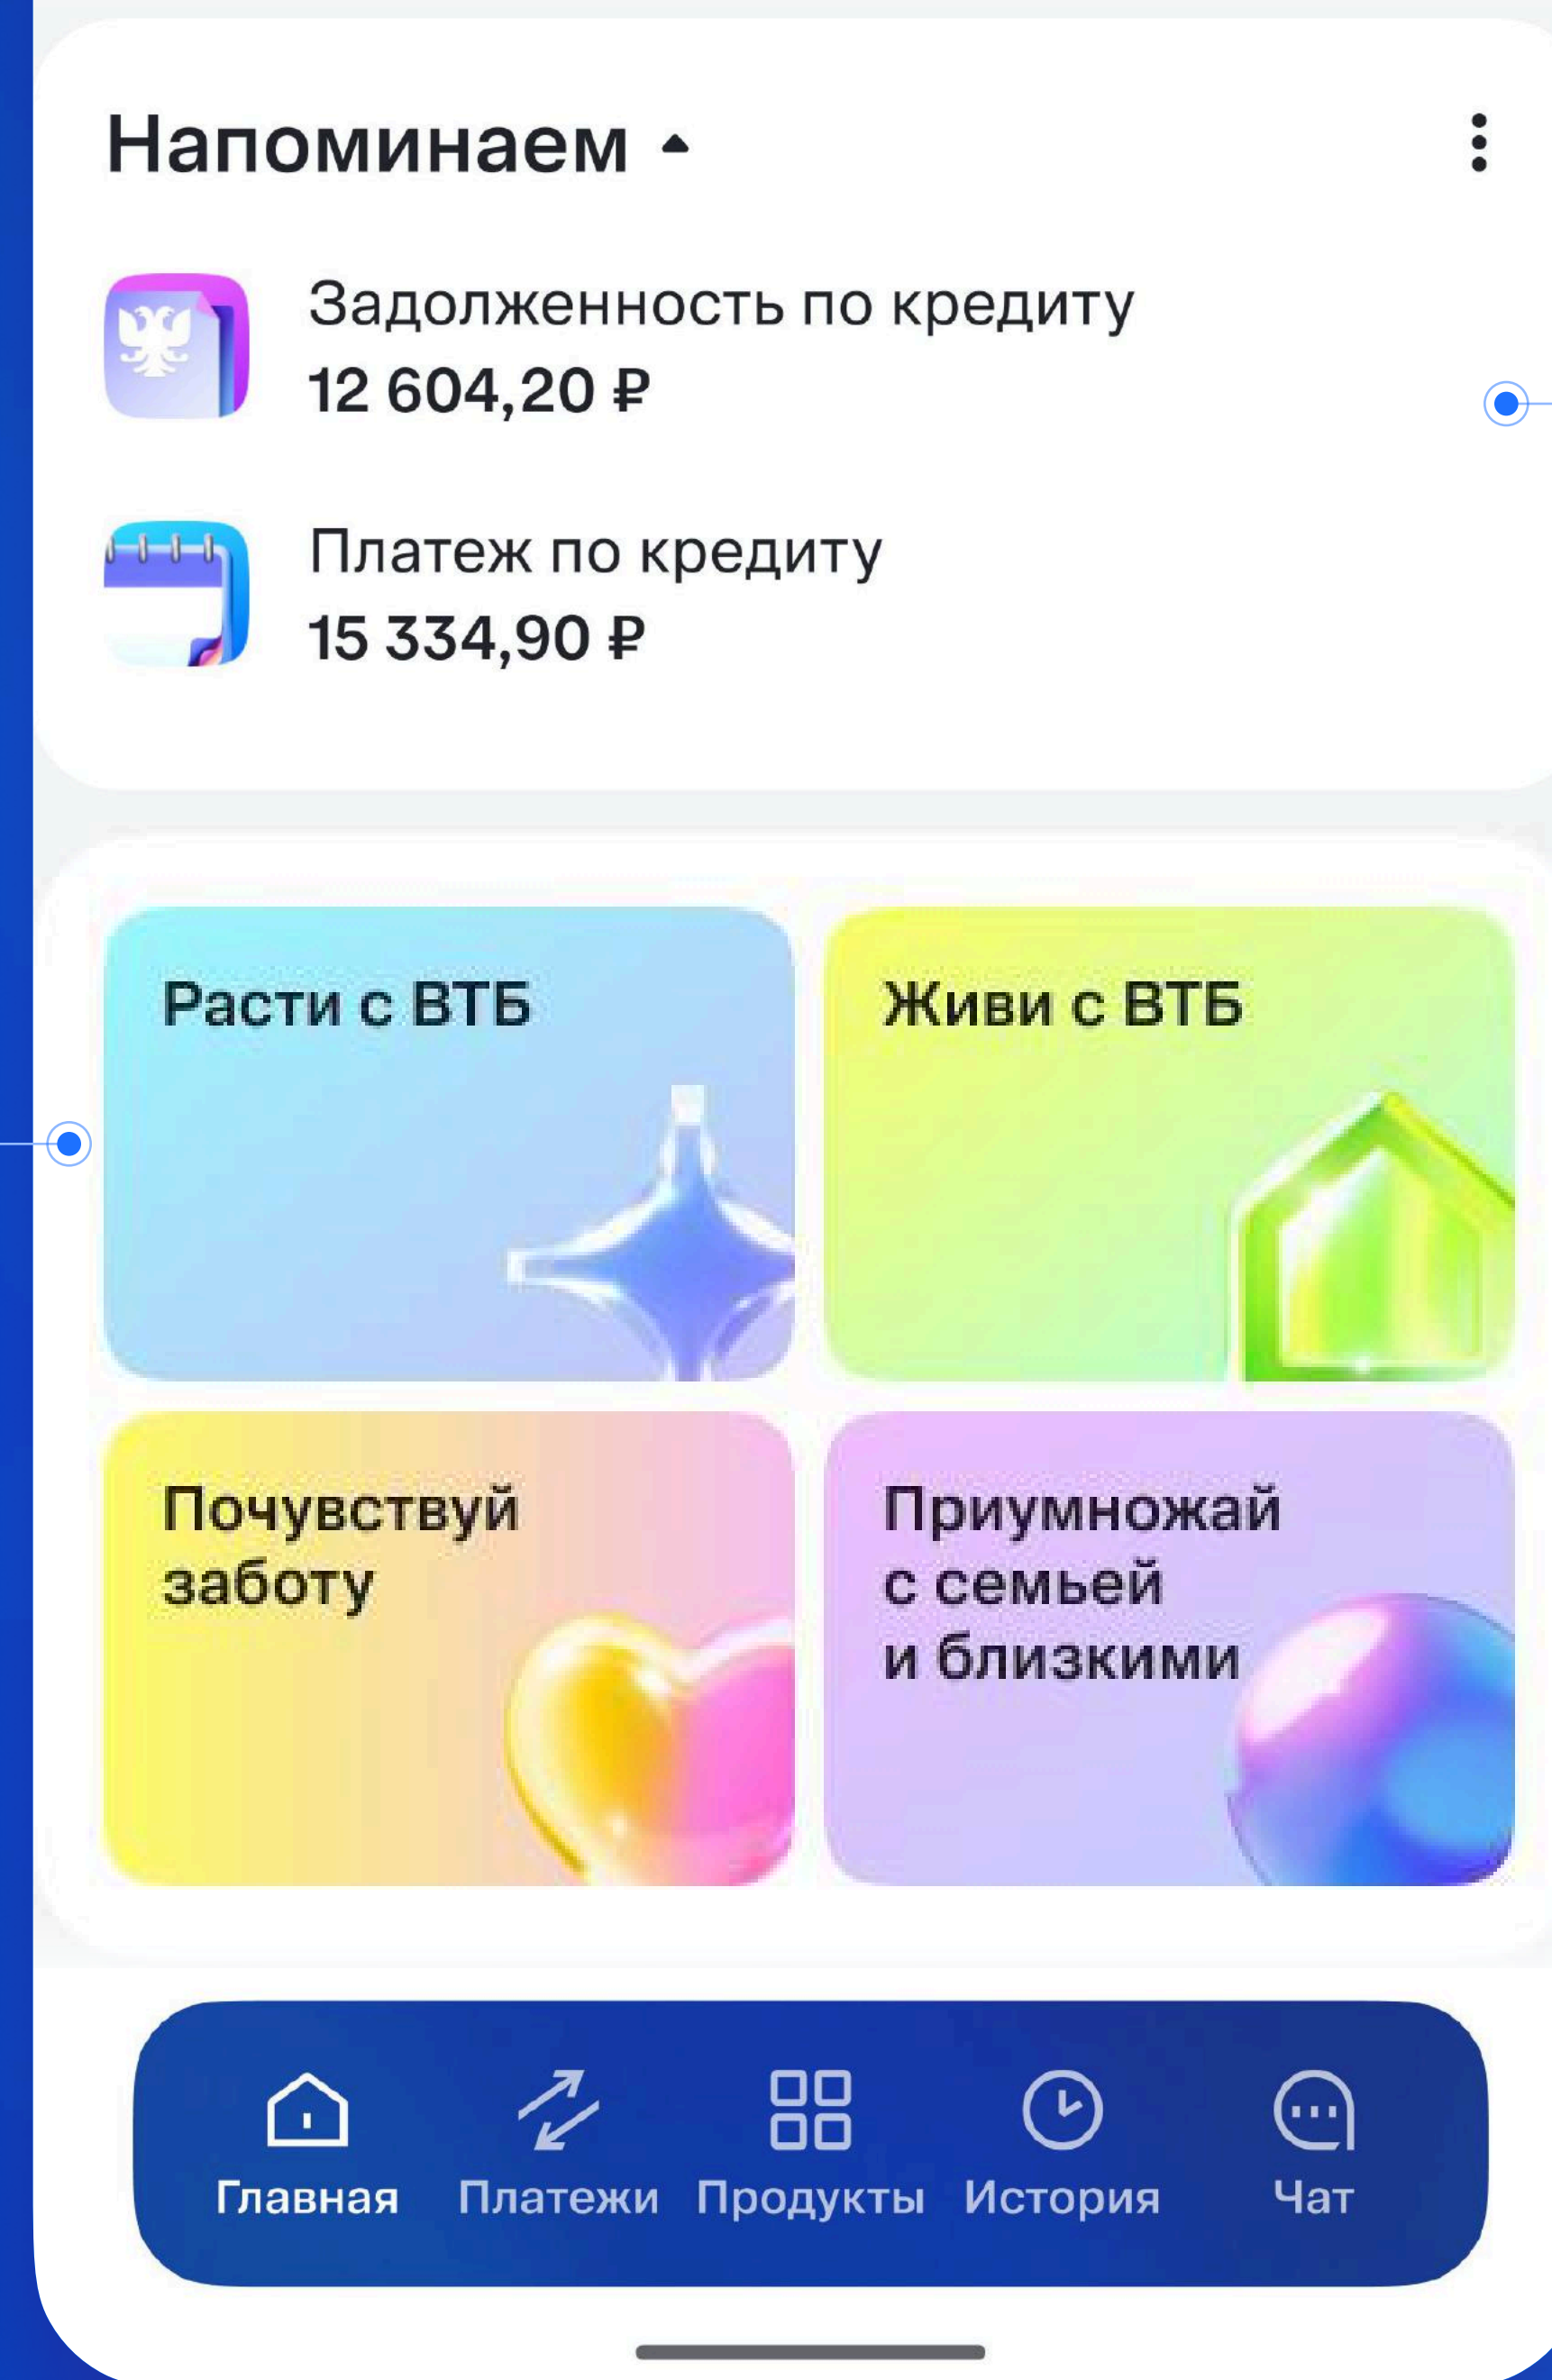 Напоминаем
Задолженность по кредиту
12 604,20 ₽
Платеж по кредиту
15 334,90 ₽
Расти с ВТБ
Живи с ВТБ
Почувствуй
заботу
Приумножай
с семьей
и близкими
Главная
Платежи
Продукты
История
Чат